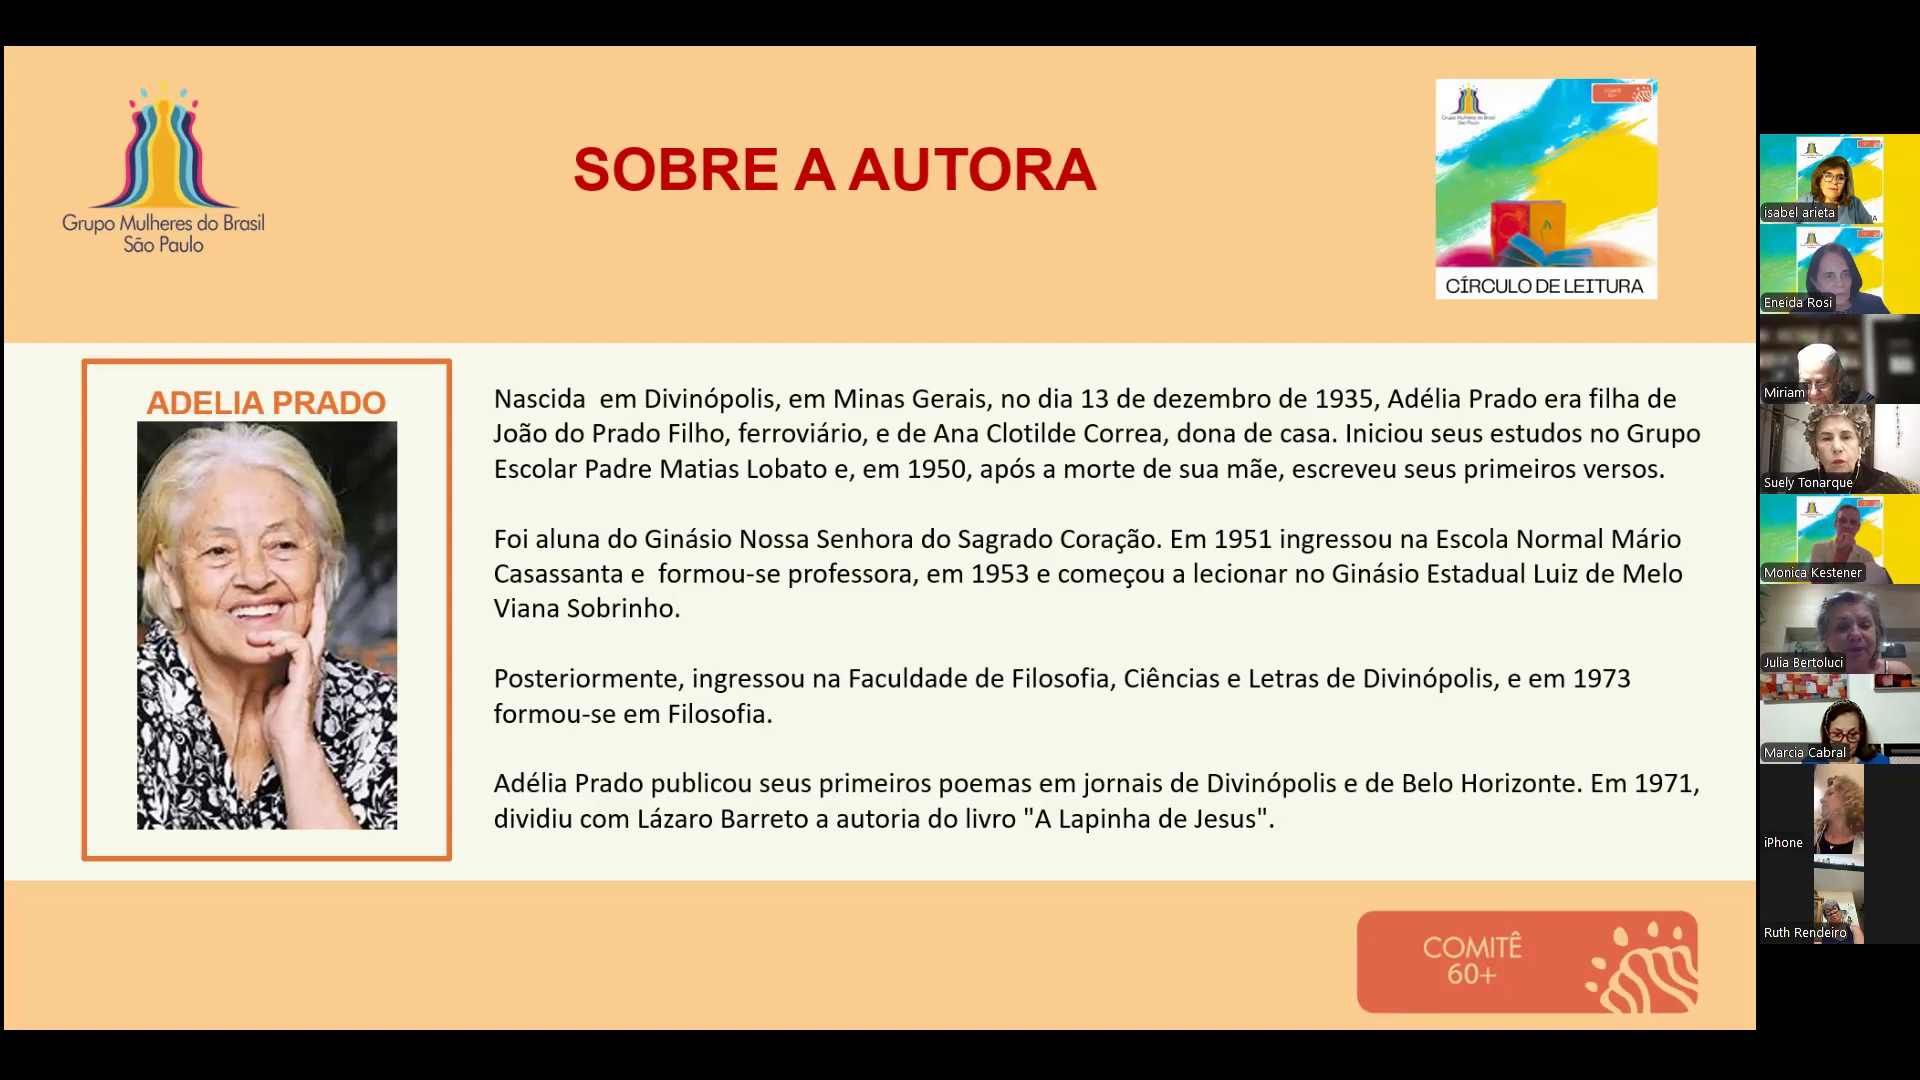 Grupo Mulheres do Brasil
São Paulo
SOBRE A AUTORA
Grupo Mulheres do Brasil
São Paulo
COMITÊ
60+
CÍRCULO DE LEITURA
ADELIA PRADO
Nascida  em Divinópolis, em Minas Gerais, no dia 13 de dezembro de 1935, Adélia Prado era filha de
João do Prado Filho, ferroviário, e de Ana Clotilde Correa, dona de casa. Iniciou seus estudos no Grupo
Escolar Padre Matias Lobato e, em 1950, após a morte de sua mãe, escreveu seus primeiros versos.
Foi aluna do Ginásio Nossa Senhora do Sagrado Coração. Em 1951 ingressou na Escola Normal Mário
Casassanta e  formou-se professora, em 1953 e começou a lecionar no Ginásio Estadual Luiz de Melo
Viana Sobrinho.
Posteriormente, ingressou na Faculdade de Filosofia, Ciências e Letras de Divinópolis, e em 1973
formou-se em Filosofia.
Adélia Prado publicou seus primeiros poemas em jornais de Divinópolis e de Belo Horizonte. Em 1971,
dividiu com Lázaro Barreto a autoria do livro "A Lapinha de Jesus".
COMITÊ
60+
isabel arieta
Eneida Rosi
Miriam
Suely Tonarque
Monica Kestener
Julia Bertoluci
Marcia Cabral
iPhone
Ruth Rendeiro